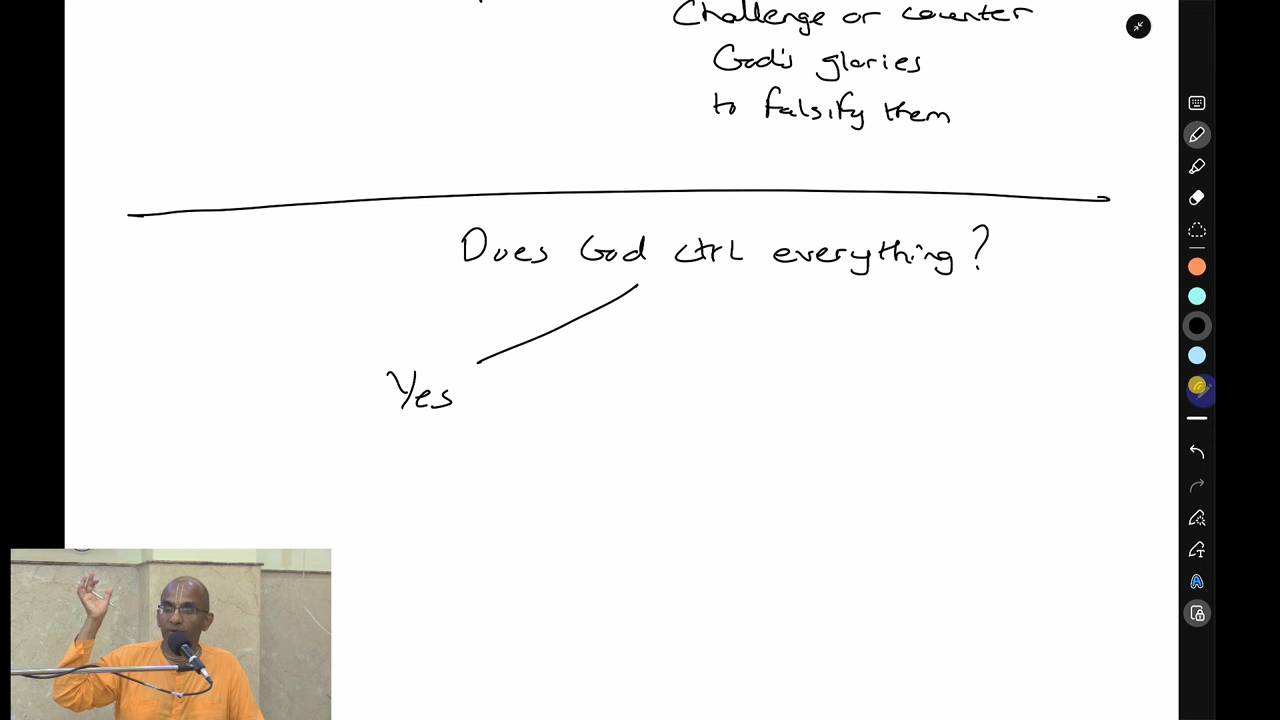 Challenge or counter
God's glories
to falsify them
Does God ctrl everything?
Yes